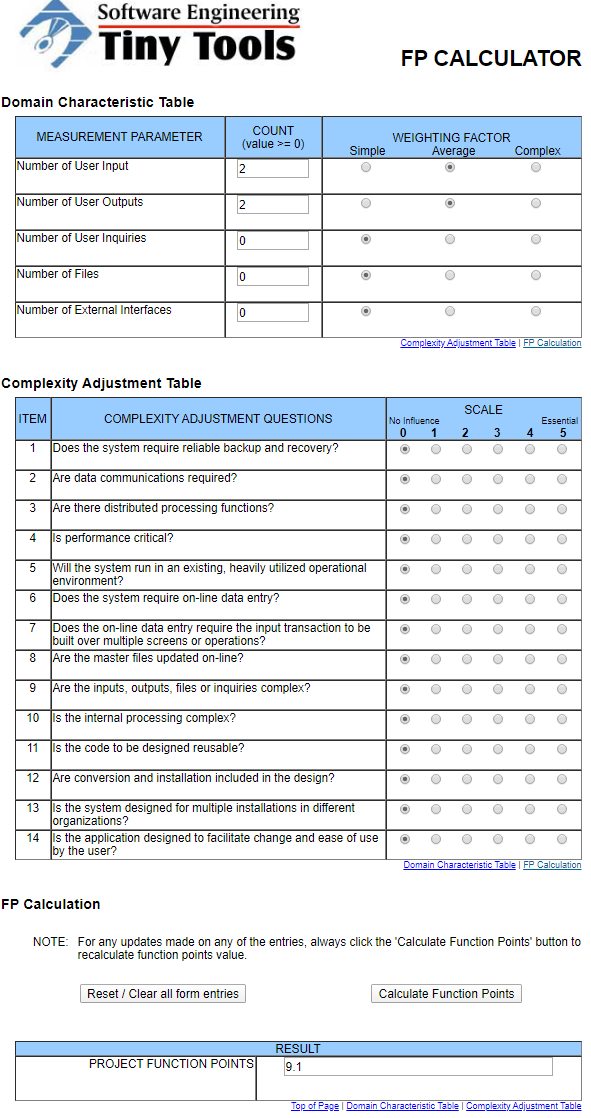 Software Engineering
Tiny Tools
FP CALCULATOR
Domain Characteristic Table
MEASUREMENT PARAMETER
COUNT
(value >= 0)
WEIGHTING FACTOR
Simple Average Complex
Number of User Input 2
Number of User Outputs 2
Number of User Inquiries 0
Number of Files 0
Number of External Interfaces 0
Complexity Adjustment Table | FP Calculation
Complexity Adjustment Table
ITEM COMPLEXITY ADJUSTMENT QUESTIONS SCALE
No Influence Essential
0 1 2 3 4 5
1 Does the system require reliable backup and recovery?
2 Are data communications required?
3 Are there distributed processing functions?
4 Is performance critical?
5 Will the system run in an existing, heavily utilized operational
environment?
6 Does the system require on-line data entry?
7 Does the on-line data entry require the input transaction to be
built over multiple screens or operations?
8 Are the master files updated on-line?
9 Are the inputs, outputs, files or inquiries complex?
10 Is the internal processing complex?
11 Is the code to be designed reusable?
12 Are conversion and installation included in the design?
13 Is the system designed for multiple installations in different
organizations?
14 Is the application designed to facilitate change and ease of use
by the user?
Domain Characteristic Table | FP Calculation
FP Calculation
NOTE: For any updates made on any of the entries, always click the 'Calculate Function Points' button to
recalculate function points value.
Reset / Clear all form entries Calculate Function Points
RESULT
PROJECT FUNCTION POINTS 9.1
Top of Page | Domain Characteristic Table | Complexity Adjustment Table